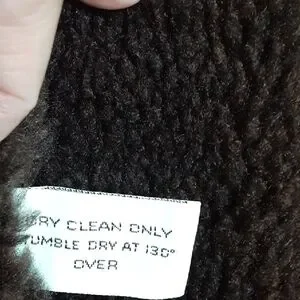 DRY CLEAN ONLY
TUMBLE DRY AT 130°
OVER